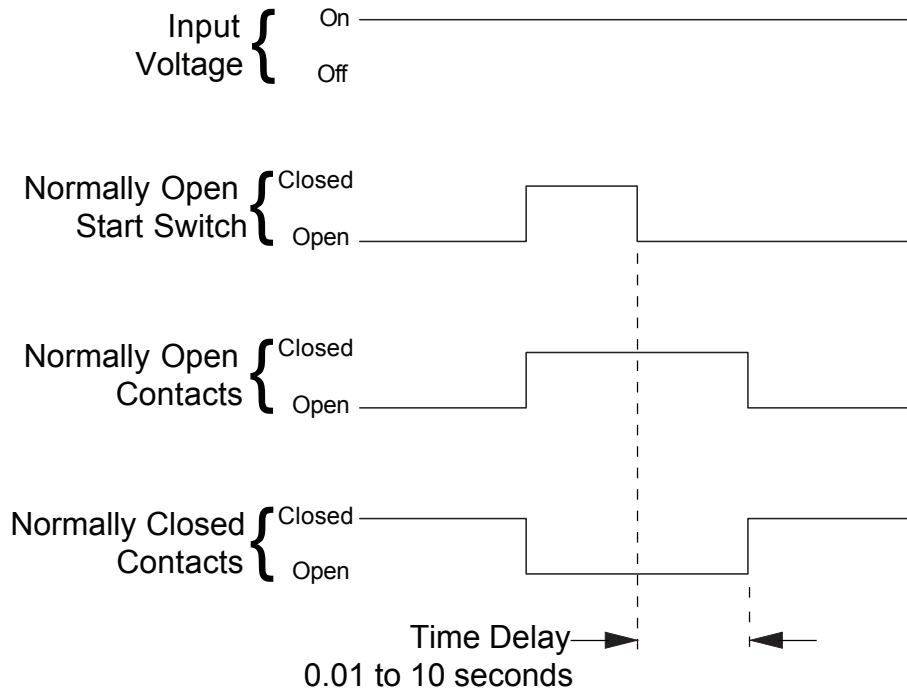 Input
Voltage
On
Off
Normally Open
Start Switch
Closed
Open
Normally Open
Contacts
Closed
Open
Normally Closed
Contacts
Closed
Open
Time Delay
0.01 to 10 seconds